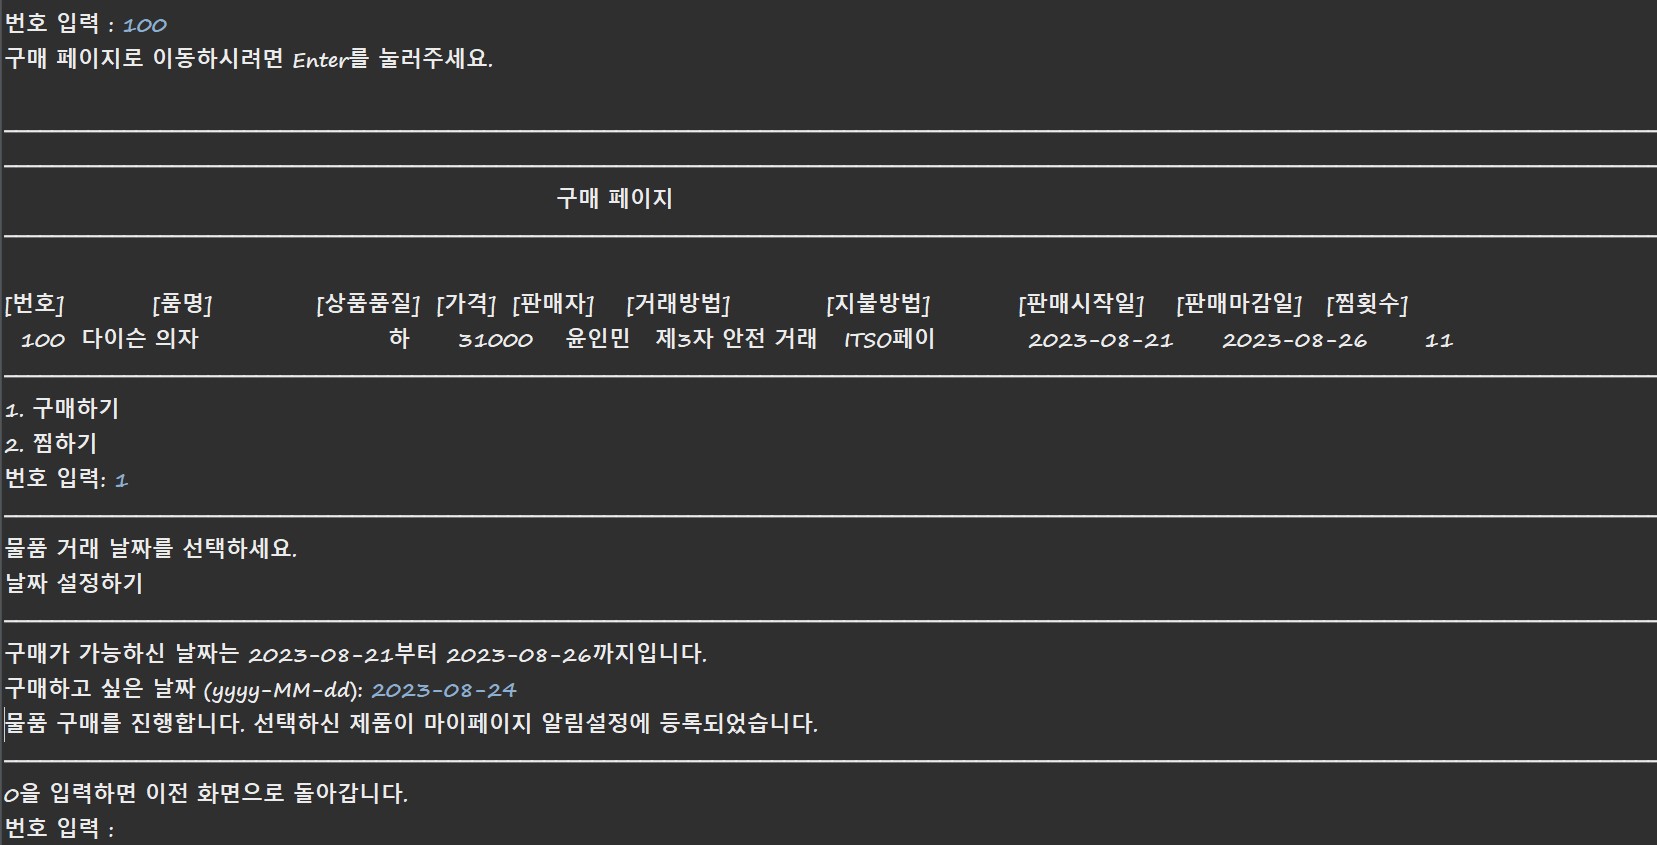 번호 입력 : 100
구매 페이지로 이동하시려면 Enter를 눌러주세요.
구매 페이지
[번호] [품명] [상품품질] [가격] [판매자] [거래방법] [지불방법] [판매시작일] [판매마감일] [찜횟수]
100 다이슨 의자 하 31000 윤인민 제3자 안전 거래 ITSO페이 2023-08-21 2023-08-26 11
1. 구매하기
2. 찜하기
번호 입력: 1
물품 거래 날짜를 선택하세요.
날짜 설정하기
구매가 가능하신 날짜는 2023-08-21부터 2023-08-26까지입니다.
구매하고 싶은 날짜 (yyyy-MM-dd): 2023-08-24
물품 구매를 진행합니다. 선택하신 제품이 마이페이지 알림설정에 등록되었습니다.
0을 입력하면 이전 화면으로 돌아갑니다.
번호 입력 :